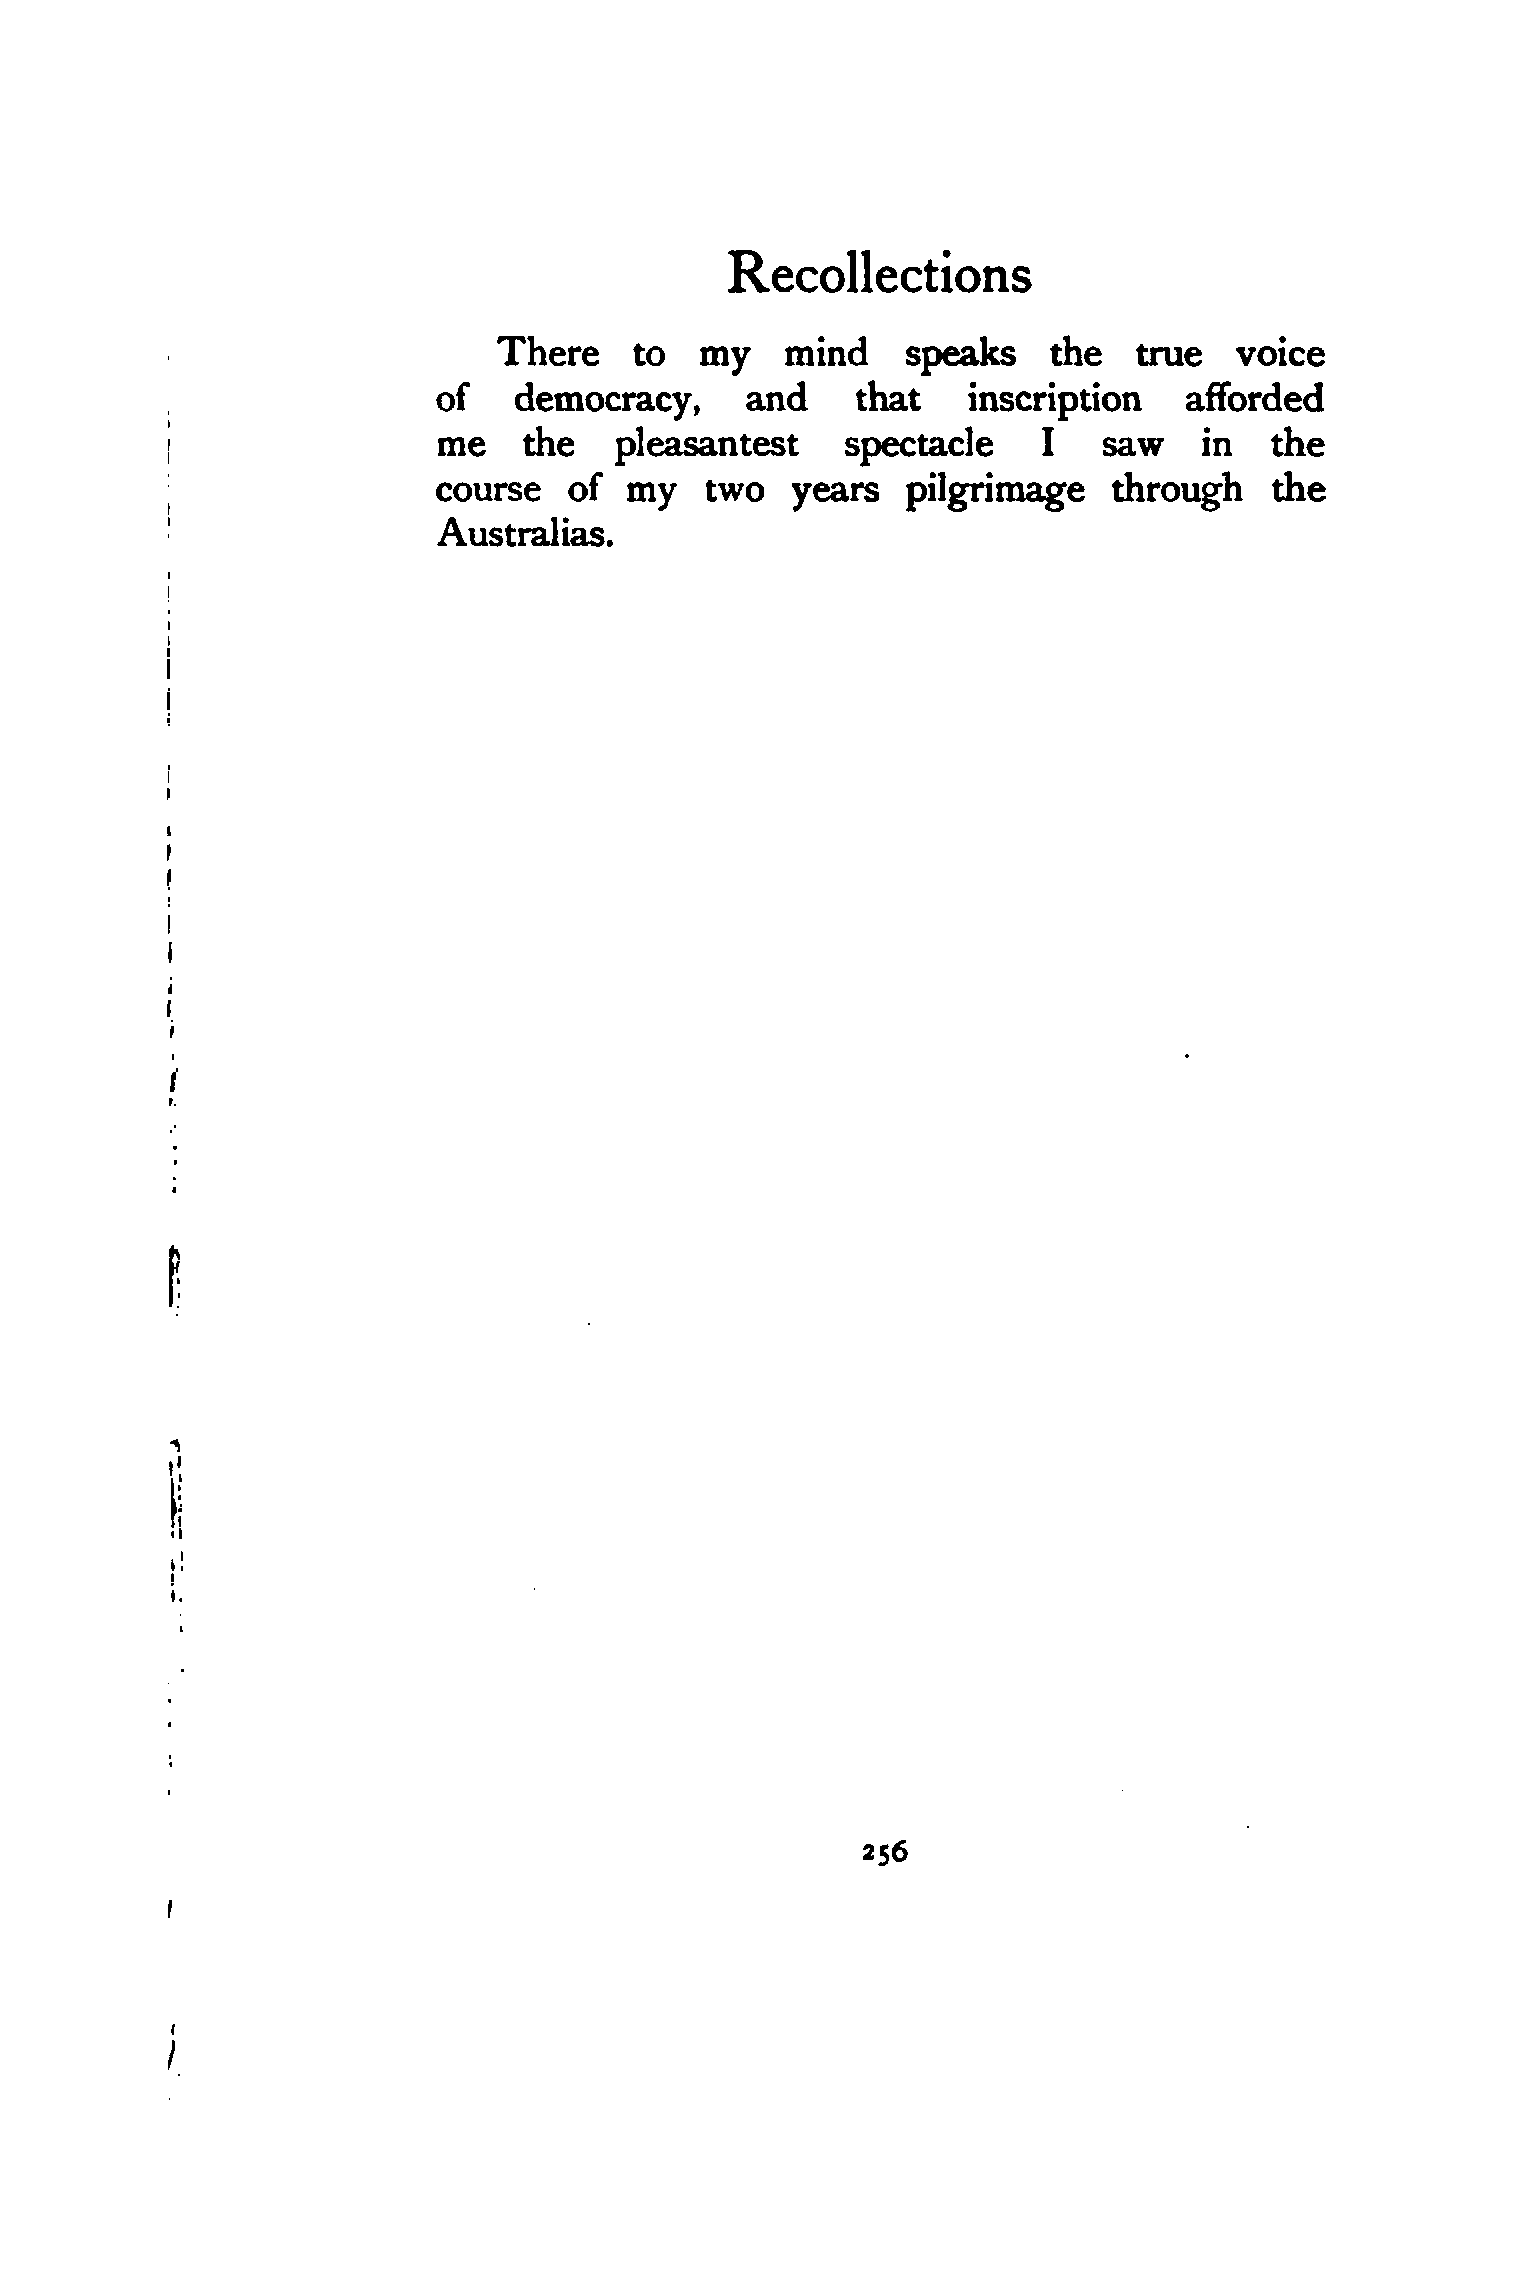 Recollections
There to my mind speaks the true voice
of democracy, and that inscription afforded
me the pleasantest spectacle I saw in the
course of my two years pilgrimage through the
Australias.
256